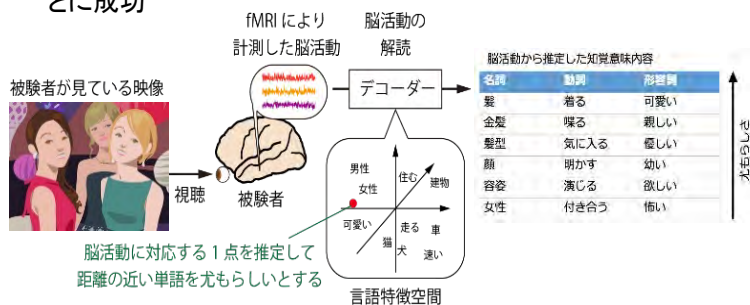 とに成功
fMRI により
計測した脳活動
脳活動の
解読
デコーダー
被験者が見ている映像
視聴
被験者
男性
女性
住む
建物
可愛い
猫
走る
犬
車
速い
言語特徴空間
脳活動に対応する 1 点を推定して
距離の近い単語を尤もらしいとする
脳活動から推定した知覚意味内容
名詞 動詞 形容詞
髪 着る 可愛い
金髪 喋る 親しい
髪型 気に入る 優しい
顔 明かす 幼い
容姿 演じる 欲しい
女性 付き合う 怖い
尤もらしさ